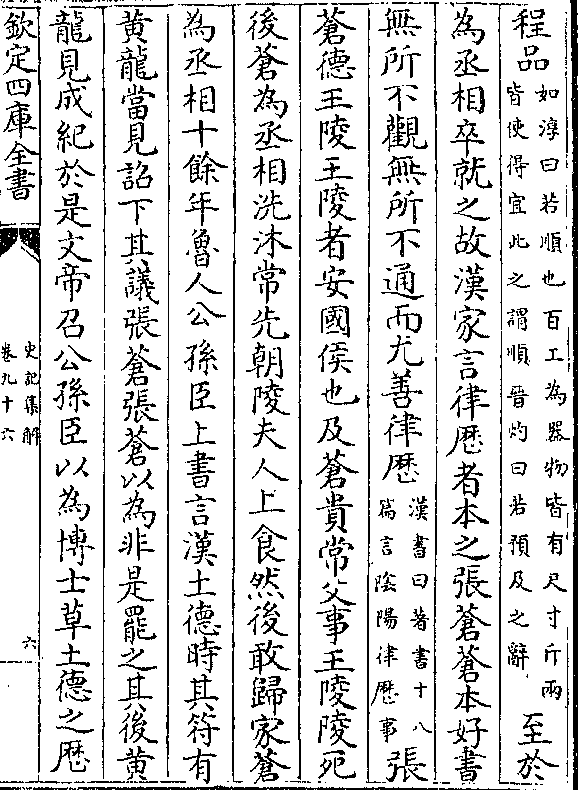 程品如淳曰若順也百工為器物皆有尺寸斤兩皆使得宜此之謂順晉灼曰若預及之辭至於
為丞相卒就之故漢家言律厯者本之張蒼蒼本好書
無所不觀無所不通而尤善律厯漢書曰著書十八篇言陰陽律厯事張
蒼德王陵王陵者安國侯也及蒼貴常父事王陵陵死
後蒼為丞相洗沐常先朝陵夫人上食然後敢歸家蒼
為丞相十餘年魯人公孫臣上書言漢土德時其符有
黄龍當見詔下其議張蒼張蒼以為非是罷之其後黄
龍見成紀於是文帝召公孫臣以為博士草土德之厯
欽定四庫全書
史記集解
卷九十六
六